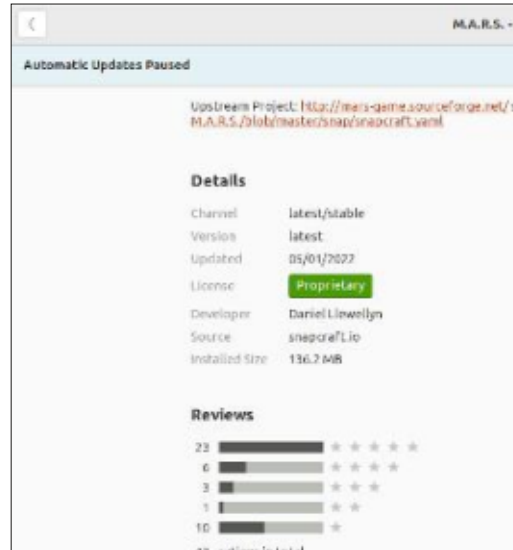 M.A.R.S. -
Automatic Updates Paused
Upstream Project: http://mars-game.sourceforge.net/
M.A.R.S./blob/master/snap/snapcraft.yaml
Details
Channel latest/stable
Version latest
Updated 05/01/2022
License Proprietary
Developer Daniel Llewellyn
Source snapcraft.io
Installed Size 136.2 MB
Reviews
23
6
3
1
10